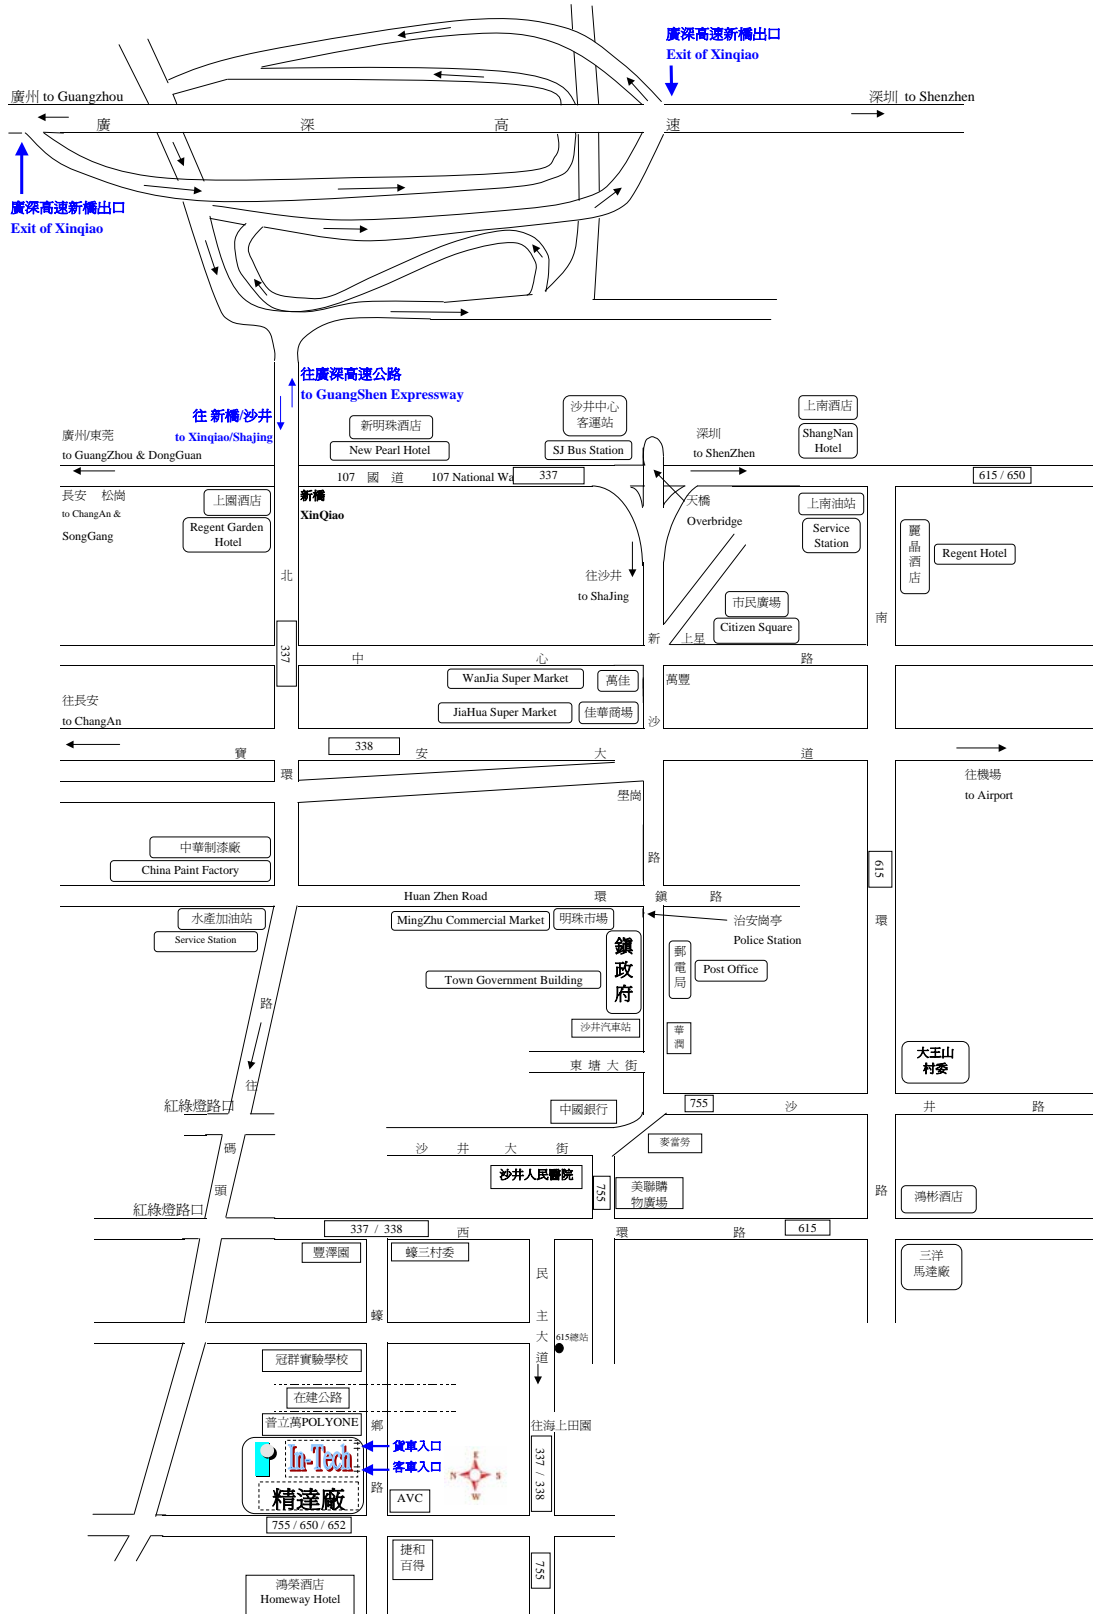 廣深高速新橋出口
Exit of Xinqiao
廣州 to Guangzhou
深圳 to Shenzhen
廣 深 高 速
廣深高速新橋出口
Exit of Xinqiao
往廣深高速公路
to GuangShen Expressway
往 新橋/沙井
to Xinqiao/Shajing
廣州/東莞
to GuangZhou & DongGuan
新明珠酒店
New Pearl Hotel
沙井中心
客運站
SJ Bus Station
深圳
to ShenZhen
上南酒店
ShangNan
Hotel
107 國 道 107 National Wa
337
615 / 650
長安 松崗
to ChangAn &
SongGang
上園酒店
Regent Garden
Hotel
新橋
XinQiao
天橋
Overbridge
上南油站
Service
Station
麗晶酒店
Regent Hotel
北
往沙井
to ShaJing
市民廣場
Citizen Square
南
337
新
上星
中 心 路
WanJia Super Market
萬佳
萬豐
往長安
to ChangAn
JiaHua Super Market
佳華商場
沙
338
寶 安 大 道
環
往機場
to Airport
壆崗
中華制漆廠
China Paint Factory
路
615
Huan Zhen Road
環 鎮 路
水產加油站
Service Station
MingZhu Commercial Market
明珠市場
治安崗亭
Police Station
環
鎮政府
Town Government Building
郵電局
Post Office
路
沙井汽車站
華潤
大王山
村委
東 塘 大 街
往
紅綠燈路口
中國銀行
755
沙 井 路
碼
沙 井 大 街
麥當勞
沙井人民醫院
755
美聯購
物廣場
頭
路
鴻彬酒店
紅綠燈路口
337 / 338
西 環 路
615
豐澤園
蠔三村委
三洋
馬達廠
民主大道
蠔
615總站
冠群實驗學校
在建公路
普立萬POLYONE
鄉
往海上田園
In-Tech
貨車入口
客車入口
337 / 338
精達廠
路
AVC
E
N S
W
755 / 650 / 652
捷和
百得
755
鴻榮酒店
Homeway Hotel